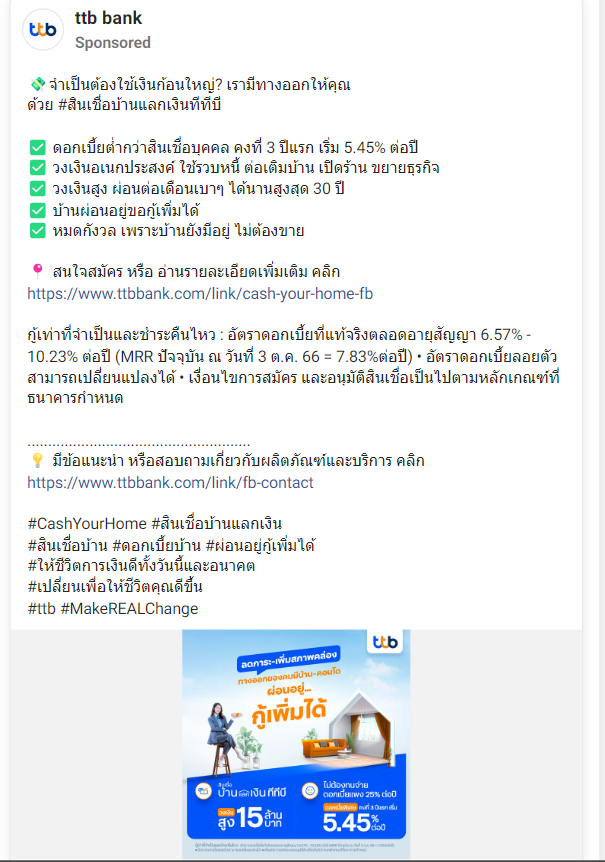 ttb
ttb bank
Sponsored
💸 จำเป็นต้องใช้เงินก้อนใหญ่? เรามีทางออกให้คุณ
ด้วย #สินเชื่อบ้านแลกเงินทีทีบี
✅ ดอกเบี้ยต่ำกว่าสินเชื่อบุคคล คงที่ 3 ปีแรก เริ่ม 5.45% ต่อปี
✅ วงเงินอเนกประสงค์ ใช้รวบหนี้ ต่อเติมบ้าน เปิดร้าน ขยายธุรกิจ
✅ วงเงินสูง ผ่อนต่อเดือนเบาๆ ได้นานสูงสุด 30 ปี
✅ บ้านผ่อนอยู่ขอกู้เพิ่มได้
✅ หมดกังวล เพราะบ้านยังมีอยู่ ไม่ต้องขาย
📍 สนใจสมัคร หรือ อ่านรายละเอียดเพิ่มเติม คลิก
https://www.ttbbank.com/link/cash-your-home-fb
กู้เท่าที่จำเป็นและชำระคืนไหว : อัตราดอกเบี้ยที่แท้จริงตลอดอายุสัญญา 6.57% -
10.23% ต่อปี (MRR ปัจจุบัน ณ วันที่ 3 ต.ค. 66 = 7.83%ต่อปี) • อัตราดอกเบี้ยลอยตัว
สามารถเปลี่ยนแปลงได้ • เงื่อนไขการสมัคร และอนุมัติสินเชื่อเป็นไปตามหลักเกณฑ์ที่
ธนาคารกำหนด
......................................................
💡 มีข้อแนะนำ หรือสอบถามเกี่ยวกับผลิตภัณฑ์และบริการ คลิก
https://www.ttbbank.com/link/fb-contact
#CashYourHome #สินเชื่อบ้านแลกเงิน
#สินเชื่อบ้าน #ดอกเบี้ยบ้าน #ผ่อนอยู่กู้เพิ่มได้
#ให้ชีวิตการเงินดีทั้งวันนี้และอนาคต
#เปลี่ยนเพื่อให้ชีวิตคุณดีขึ้น
#ttb #MakeREALChange
ttb
ลดภาระ-เพิ่มสภาพคล่อง
ทางออกของคนมีบ้าน-คอนโด
ผ่อนอยู่...
กู้เพิ่มได้
สินเชื่อ
บ้านแลกเงิน ทีทีบี
วงเงิน
สูง 15 ล้าน
บาท
ไม่ต้องทนจ่าย
ดอกเบี้ยแพง 25% ต่อปี
ดอกเบี้ยพิเศษ คงที่ 3 ปีแรก เริ่ม
5.45% ต่อปี